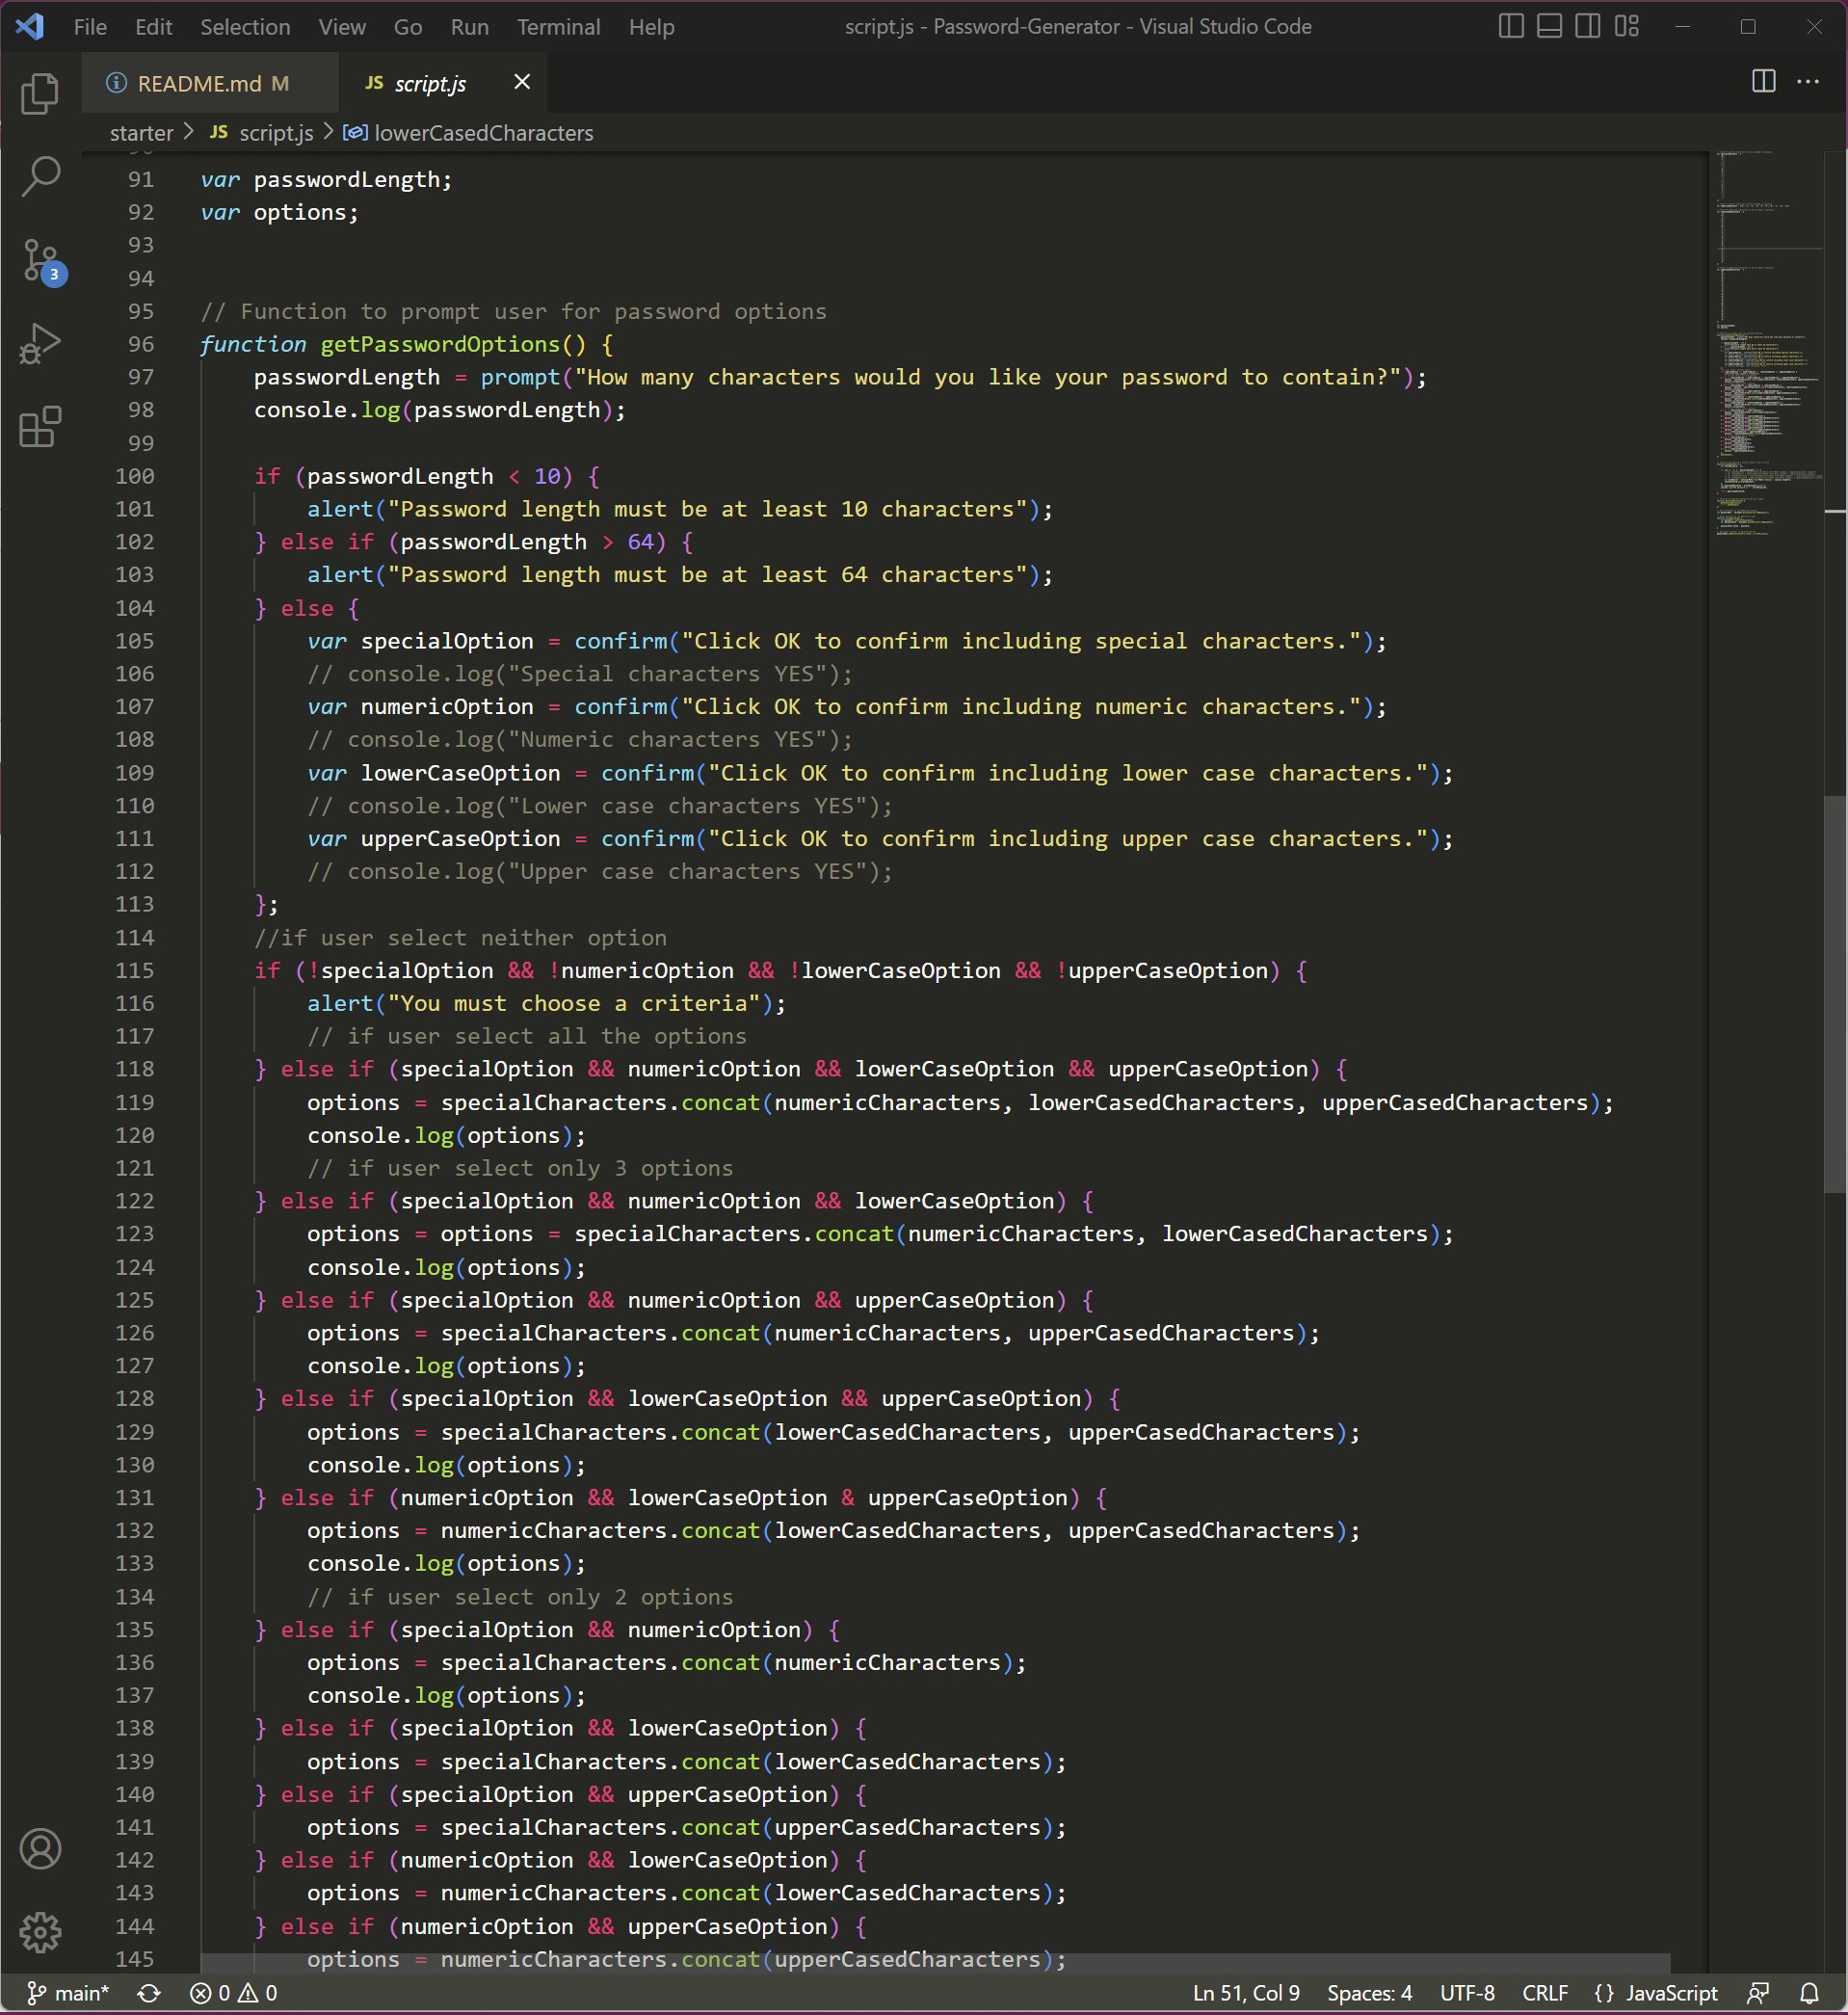 File Edit Selection View Go Run Terminal Help script.js - Password-Generator - Visual Studio Code
README.md M JS script.js
starter > JS script.js > lowerCasedCharacters
3
91 var passwordLength;
92 var options;
93
94
95 // Function to prompt user for password options
96 function getPasswordOptions() {
97 passwordLength = prompt("How many characters would you like your password to contain?");
98 console.log(passwordLength);
99
100 if (passwordLength < 10) {
101 alert("Password length must be at least 10 characters");
102 } else if (passwordLength > 64) {
103 alert("Password length must be at least 64 characters");
104 } else {
105 var specialOption = confirm("Click OK to confirm including special characters.");
106 // console.log("Special characters YES");
107 var numericOption = confirm("Click OK to confirm including numeric characters.");
108 // console.log("Numeric characters YES");
109 var lowerCaseOption = confirm("Click OK to confirm including lower case characters.");
110 // console.log("Lower case characters YES");
111 var upperCaseOption = confirm("Click OK to confirm including upper case characters.");
112 // console.log("Upper case characters YES");
113 };
114 //if user select neither option
115 if (!specialOption && !numericOption && !lowerCaseOption && !upperCaseOption) {
116 alert("You must choose a criteria");
117 // if user select all the options
118 } else if (specialOption && numericOption && lowerCaseOption && upperCaseOption) {
119 options = specialCharacters.concat(numericCharacters, lowerCasedCharacters, upperCasedCharacters);
120 console.log(options);
121 // if user select only 3 options
122 } else if (specialOption && numericOption && lowerCaseOption) {
123 options = options = specialCharacters.concat(numericCharacters, lowerCasedCharacters);
124 console.log(options);
125 } else if (specialOption && numericOption && upperCaseOption) {
126 options = specialCharacters.concat(numericCharacters, upperCasedCharacters);
127 console.log(options);
128 } else if (specialOption && lowerCaseOption && upperCaseOption) {
129 options = specialCharacters.concat(lowerCasedCharacters, upperCasedCharacters);
130 console.log(options);
131 } else if (numericOption && lowerCaseOption & upperCaseOption) {
132 options = numericCharacters.concat(lowerCasedCharacters, upperCasedCharacters);
133 console.log(options);
134 // if user select only 2 options
135 } else if (specialOption && numericOption) {
136 options = specialCharacters.concat(numericCharacters);
137 console.log(options);
138 } else if (specialOption && lowerCaseOption) {
139 options = specialCharacters.concat(lowerCasedCharacters);
140 } else if (specialOption && upperCaseOption) {
141 options = specialCharacters.concat(upperCasedCharacters);
142 } else if (numericOption && lowerCaseOption) {
143 options = numericCharacters.concat(lowerCasedCharacters);
144 } else if (numericOption && upperCaseOption) {
145 options = numericCharacters.concat(upperCasedCharacters);
main* 0 0 Ln 51, Col 9 Spaces: 4 UTF-8 CRLF {} JavaScript